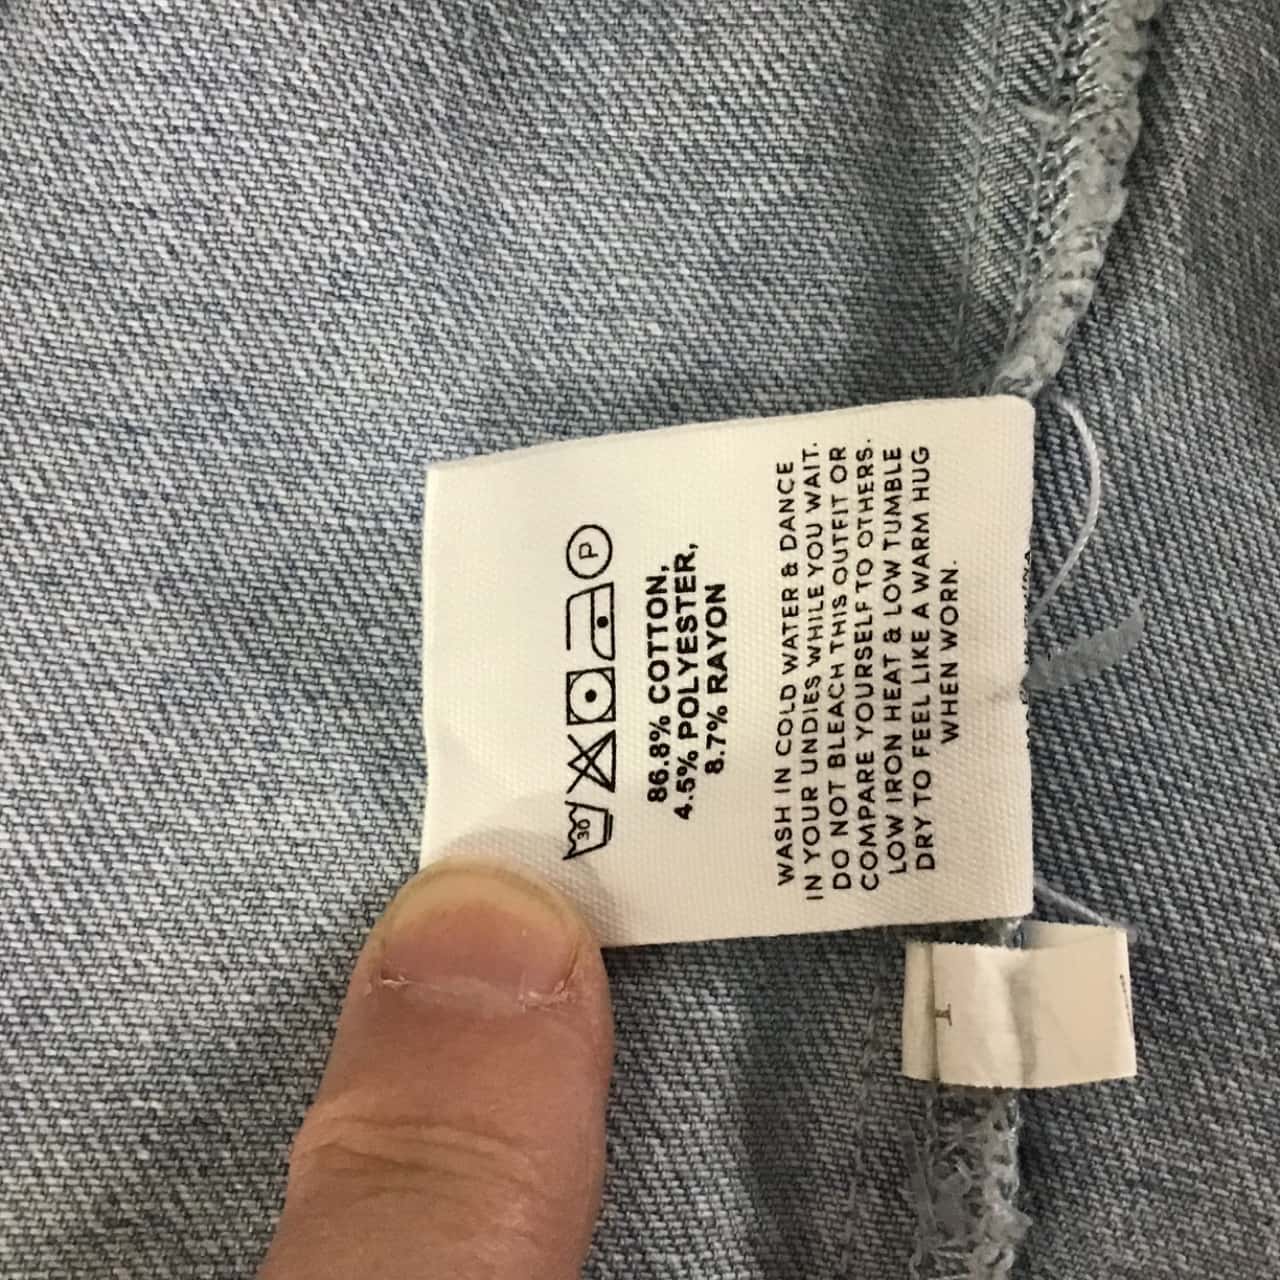 30
P
86.8% COTTON,
4.5% POLYESTER,
8.7% RAYON
WASH IN COLD WATER & DANCE
IN YOUR UNDIES WHILE YOU WAIT.
DO NOT BLEACH THIS OUTFIT OR
COMPARE YOURSELF TO OTHERS.
LOW IRON HEAT & LOW TUMBLE
DRY TO FEEL LIKE A WARM HUG
WHEN WORN.